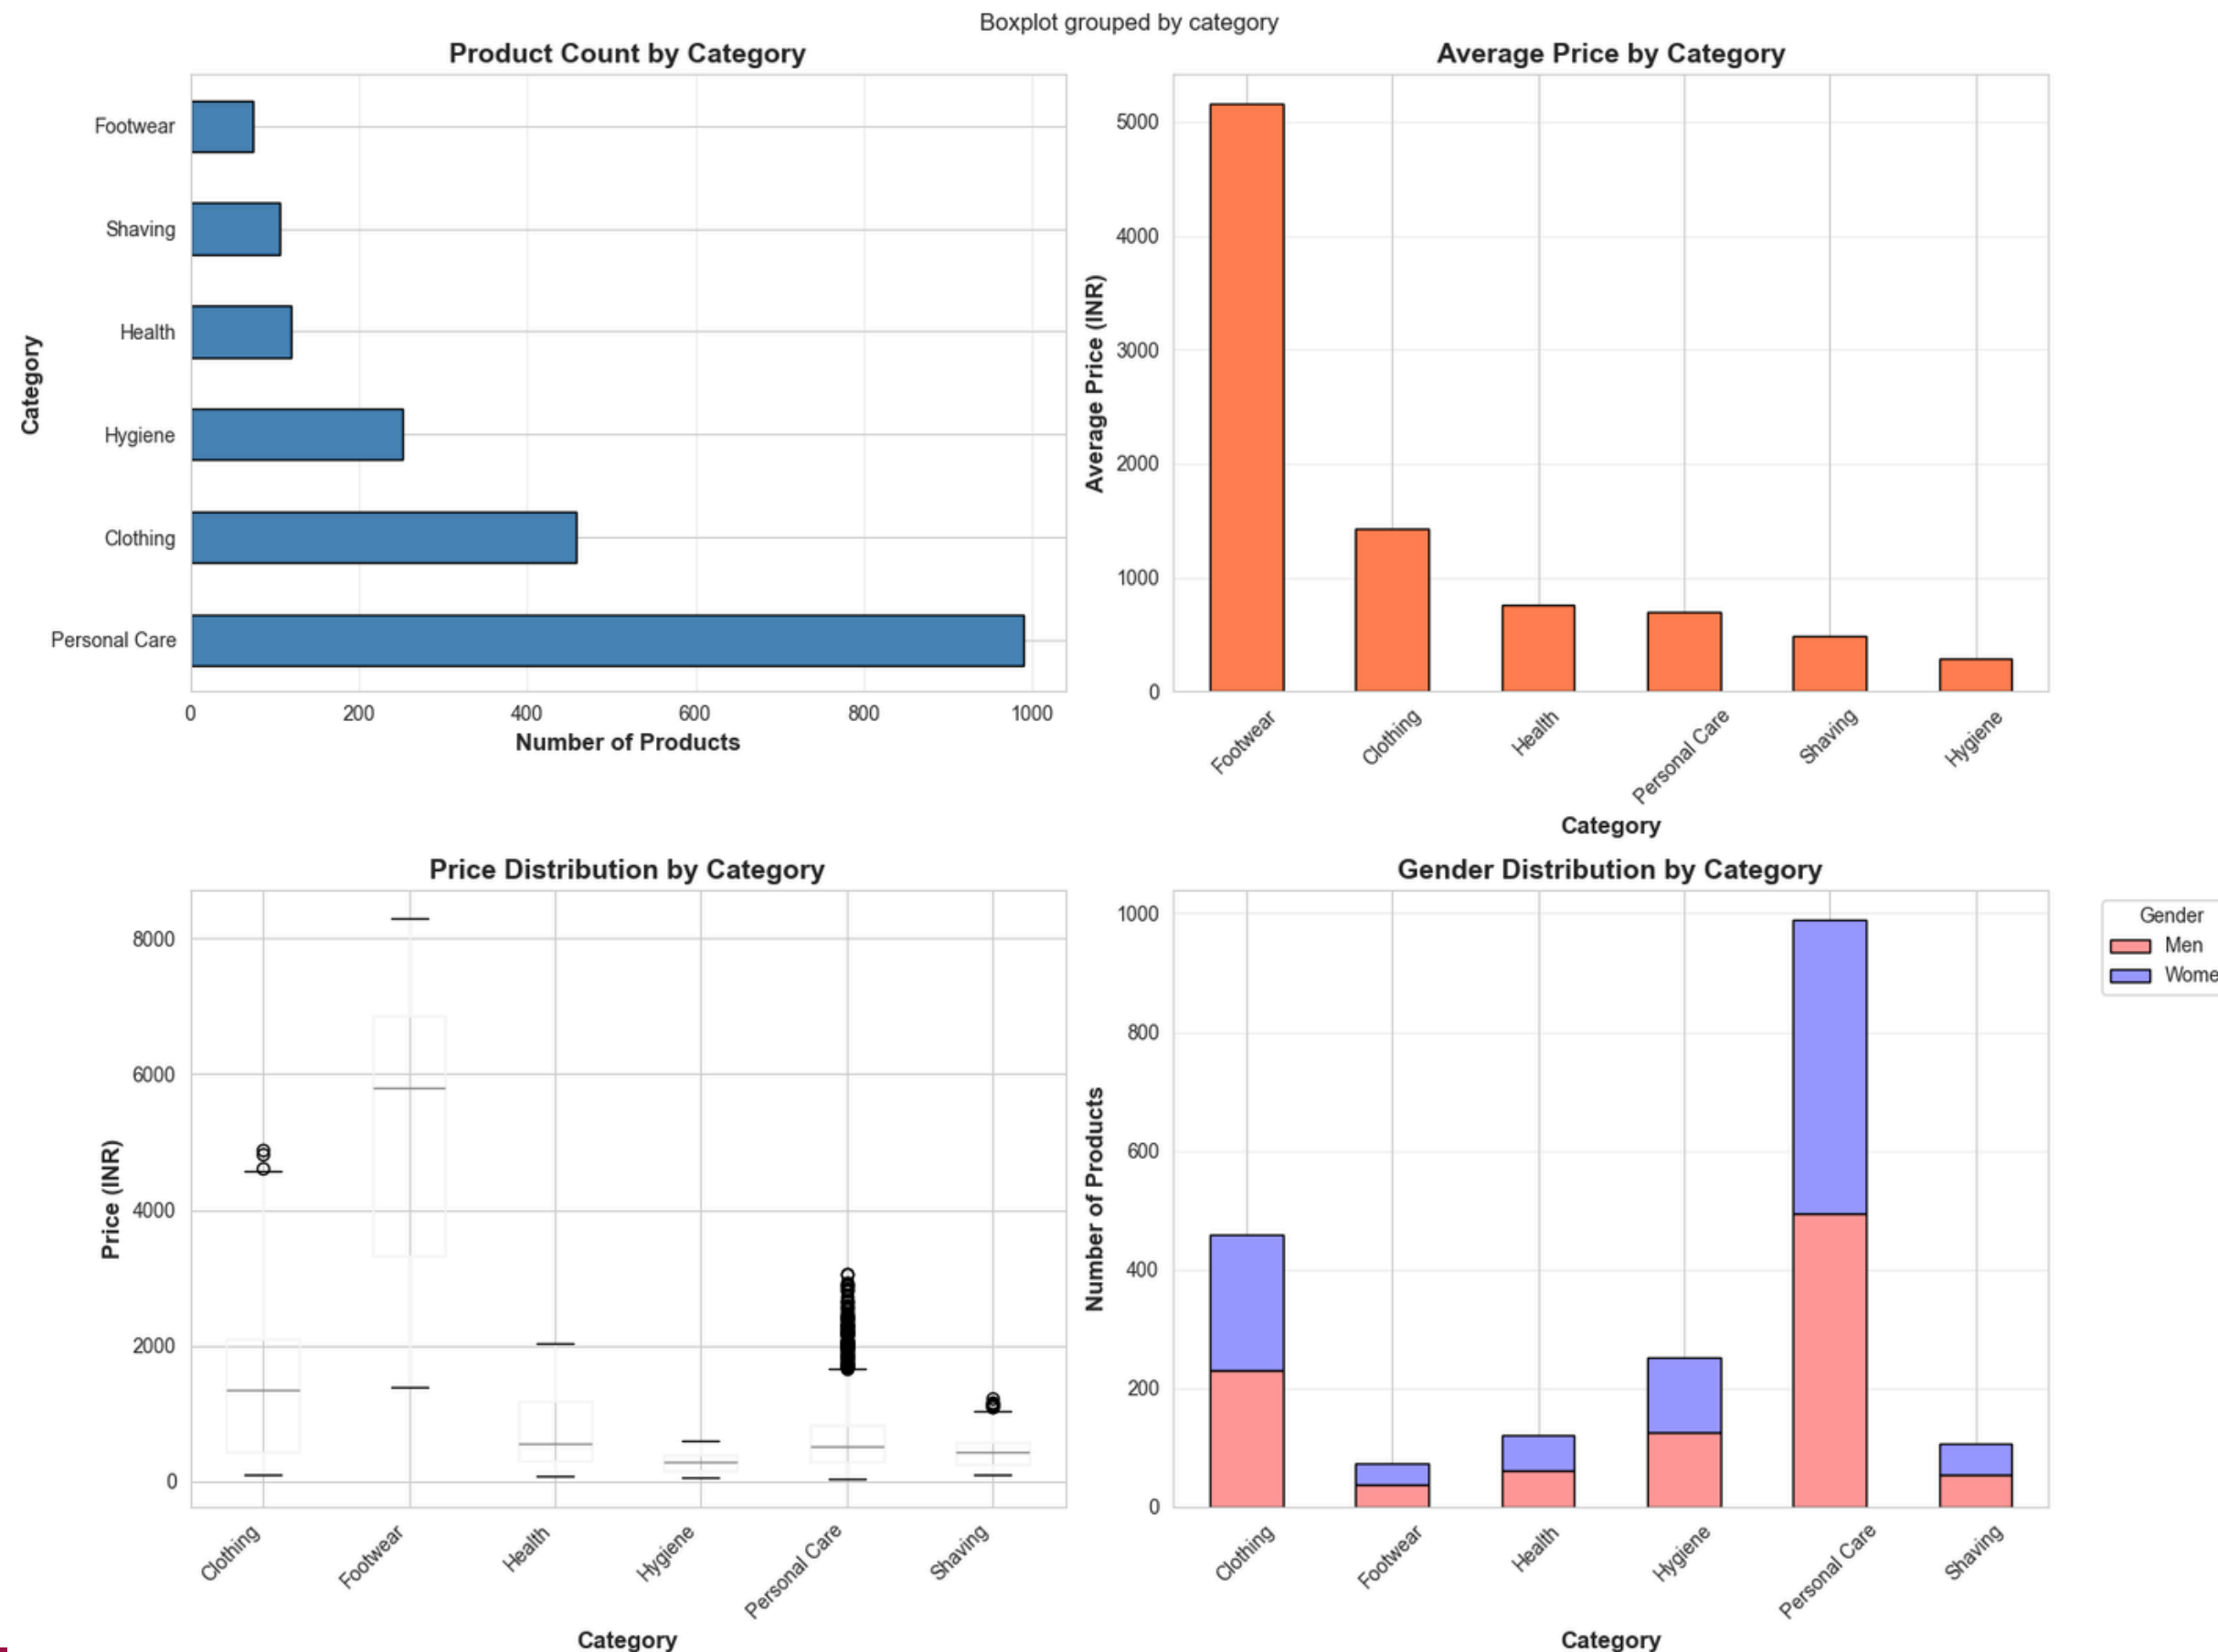 Boxplot grouped by category
Product Count by Category
Category
Footwear
Shaving
Health
Hygiene
Clothing
Personal Care
0 200 400 600 800 1000
Number of Products
Average Price by Category
Average Price (INR)
5000
4000
3000
2000
1000
0
Footwear Clothing Health Personal Care Shaving Hygiene
Category
Price Distribution by Category
Price (INR)
8000
6000
4000
2000
0
Clothing Footwear Health Hygiene Personal Care Shaving
Category
Gender Distribution by Category
Number of Products
1000
800
600
400
200
0
Clothing Footwear Health Hygiene Personal Care Shaving
Category
Gender
Men
Wome